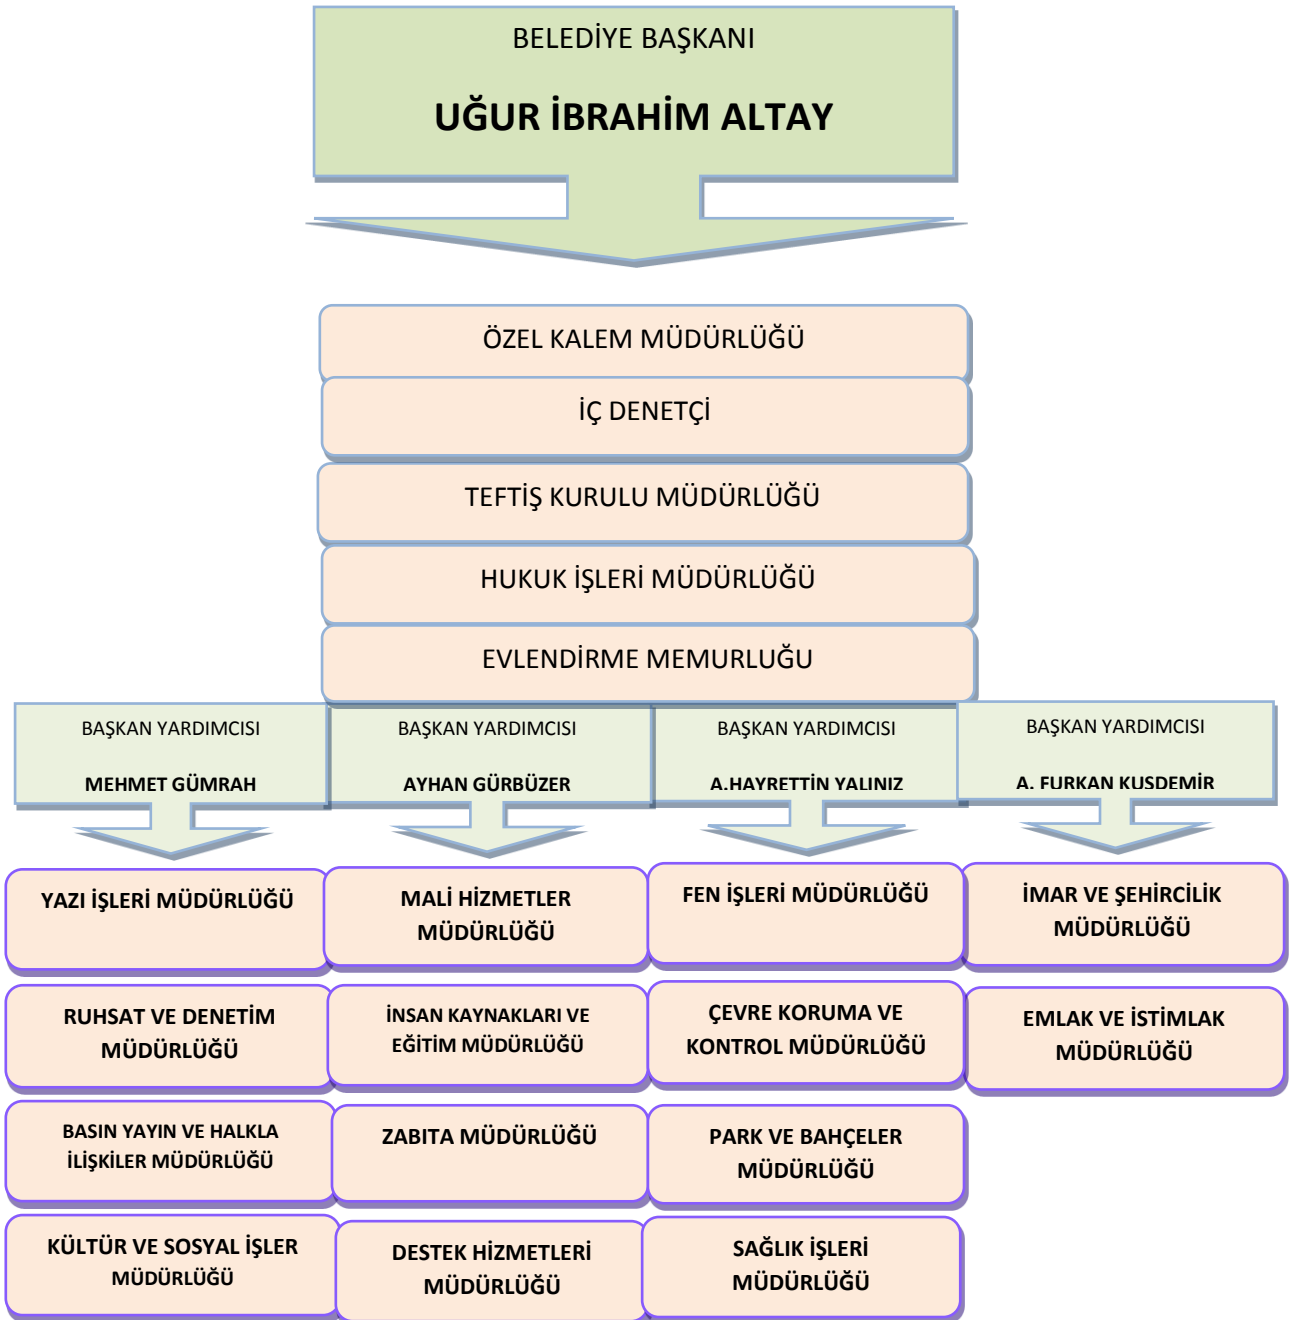 BELEDİYE BAŞKANI
UĞUR İBRAHİM ALTAY
ÖZEL KALEM MÜDÜRLÜĞÜ
İÇ DENETÇİ
TEFTİŞ KURULU MÜDÜRLÜĞÜ
HUKUK İŞLERİ MÜDÜRLÜĞÜ
EVLENDİRME MEMURLUĞU
BAŞKAN YARDIMCISI
MEHMET GÜMRAH
YAZI İŞLERİ MÜDÜRLÜĞÜ
RUHSAT VE DENETİM
MÜDÜRLÜĞÜ
BASIN YAYIN VE HALKLA
İLİŞKİLER MÜDÜRLÜĞÜ
KÜLTÜR VE SOSYAL İŞLER
MÜDÜRLÜĞÜ
BAŞKAN YARDIMCISI
AYHAN GÜRBÜZER
MALİ HİZMETLER
MÜDÜRLÜĞÜ
İNSAN KAYNAKLARI VE
EĞİTİM MÜDÜRLÜĞÜ
ZABITA MÜDÜRLÜĞÜ
DESTEK HİZMETLERİ
MÜDÜRLÜĞÜ
BAŞKAN YARDIMCISI
A.HAYRETTİN YALINIZ
FEN İŞLERİ MÜDÜRLÜĞÜ
ÇEVRE KORUMA VE
KONTROL MÜDÜRLÜĞÜ
PARK VE BAHÇELER
MÜDÜRLÜĞÜ
SAĞLIK İŞLERİ
MÜDÜRLÜĞÜ
BAŞKAN YARDIMCISI
A. FURKAN KUŞDEMİR
İMAR VE ŞEHİRCİLİK
MÜDÜRLÜĞÜ
EMLAK VE İSTİMLAK
MÜDÜRLÜĞÜ